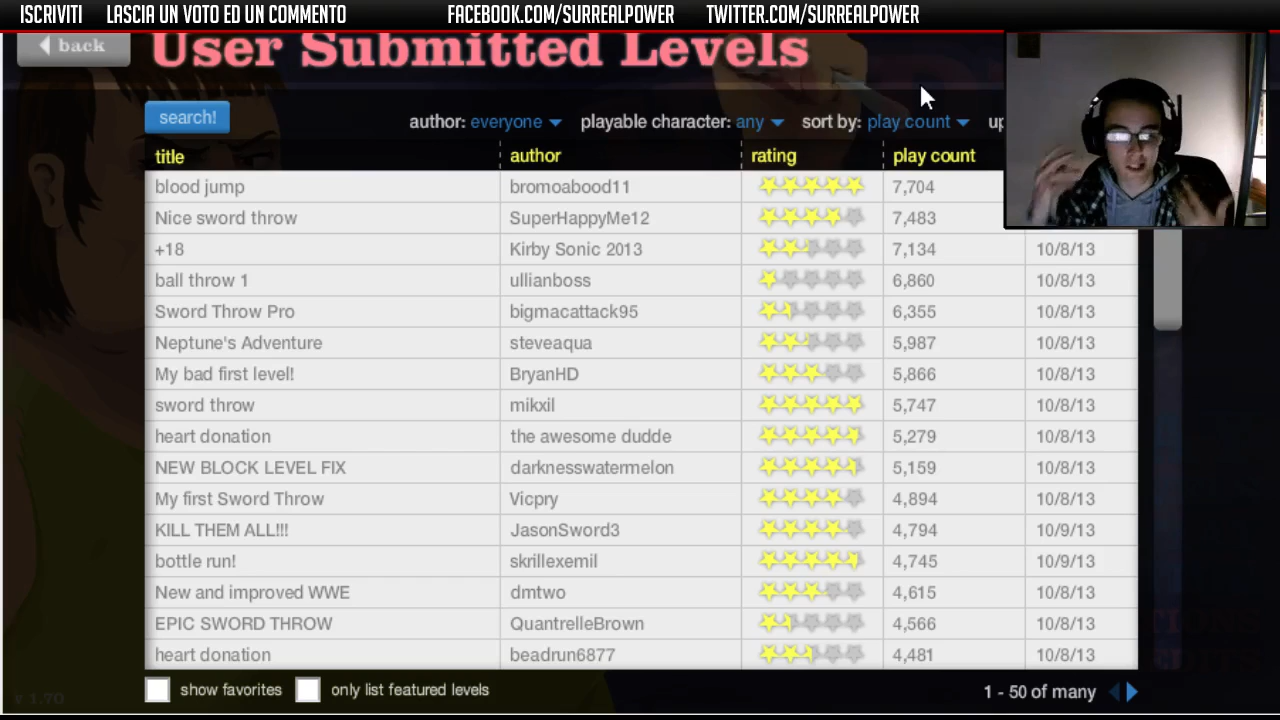 ISCRIVITI LASCIA UN VOTO ED UN COMMENTO FACEBOOK.COM/SURREALPOWER TWITTER.COM/SURREALPOWER
back User Submitted Levels
search! author: everyone playable character: any sort by: play count up
title author rating play count
blood jump bromoabood11 7,704
Nice sword throw SuperHappyMe12 7,483
+18 Kirby Sonic 2013 7,134 10/8/13
ball throw 1 ullianboss 6,860 10/8/13
Sword Throw Pro bigmacattack95 6,355 10/8/13
Neptune's Adventure steveaqua 5,987 10/8/13
My bad first level! BryanHD 5,866 10/8/13
sword throw mikxil 5,747 10/8/13
heart donation the awesome dudde 5,279 10/8/13
NEW BLOCK LEVEL FIX darknesswatermelon 5,159 10/8/13
My first Sword Throw Vicpry 4,894 10/8/13
KILL THEM ALL!!! JasonSword3 4,794 10/9/13
bottle run! skrillexemil 4,745 10/9/13
New and improved WWE dmtwo 4,615 10/8/13
EPIC SWORD THROW QuantrelleBrown 4,566 10/8/13
heart donation beadrun6877 4,481 10/8/13
show favorites only list featured levels 1 - 50 of many
v 1.70